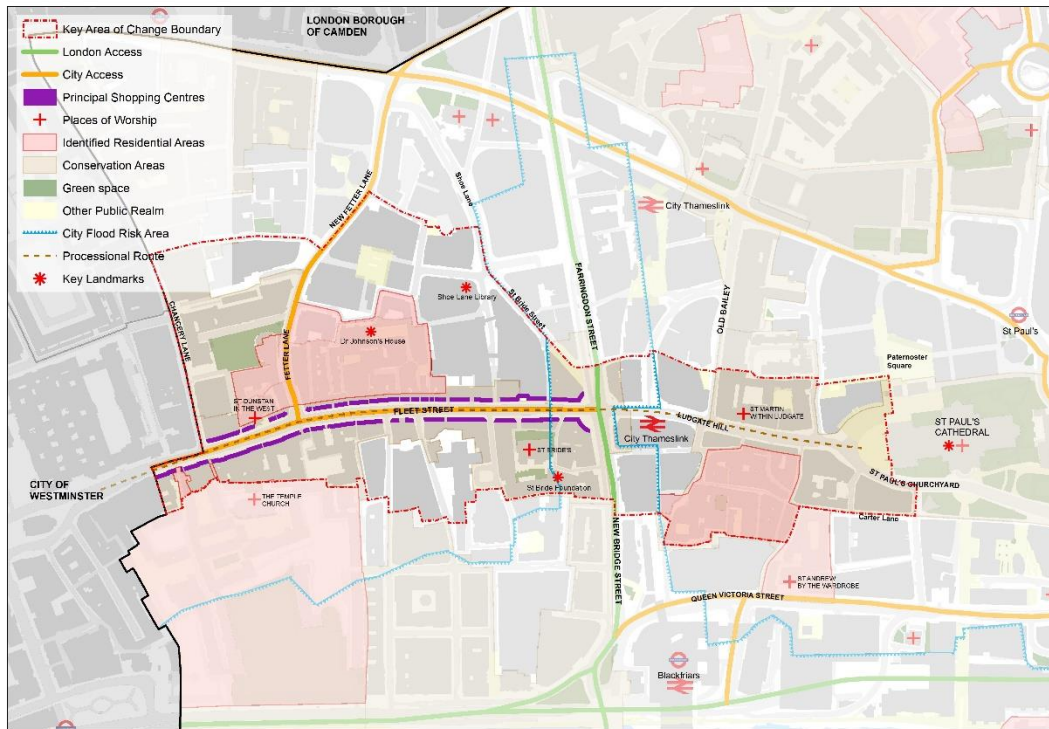 LONDON BOROUGH
OF CAMDEN
Key Area of Change Boundary
London Access
City Access
Principal Shopping Centres
Places of Worship
Identified Residential Areas
Conservation Areas
Green space
Other Public Realm
City Flood Risk Area
Processional Route
Key Landmarks
NEW FETTER LANE
Shoe Lane
City Thameslink
Shoe Lane Library
St Bride Street
FARRINGDON STREET
OLD BAILEY
St Paul's
CHANCERY LANE
FETTER LANE
Dr Johnson's House
Paternoster
Square
ST DUNSTAN
IN THE WEST
FLEET STREET
LUDGATE HILL
ST MARTIN
WITHIN LUDGATE
City Thameslink
ST PAUL'S
CATHEDRAL
ST BRIDE'S
St Bride Foundation
ST PAUL'S CHURCHYARD
CITY OF
WESTMINSTER
THE TEMPLE
CHURCH
Carter Lane
NEW BRIDGE STREET
ST ANDREW
BY THE WARDROBE
QUEEN VICTORIA STREET
Blackfriars